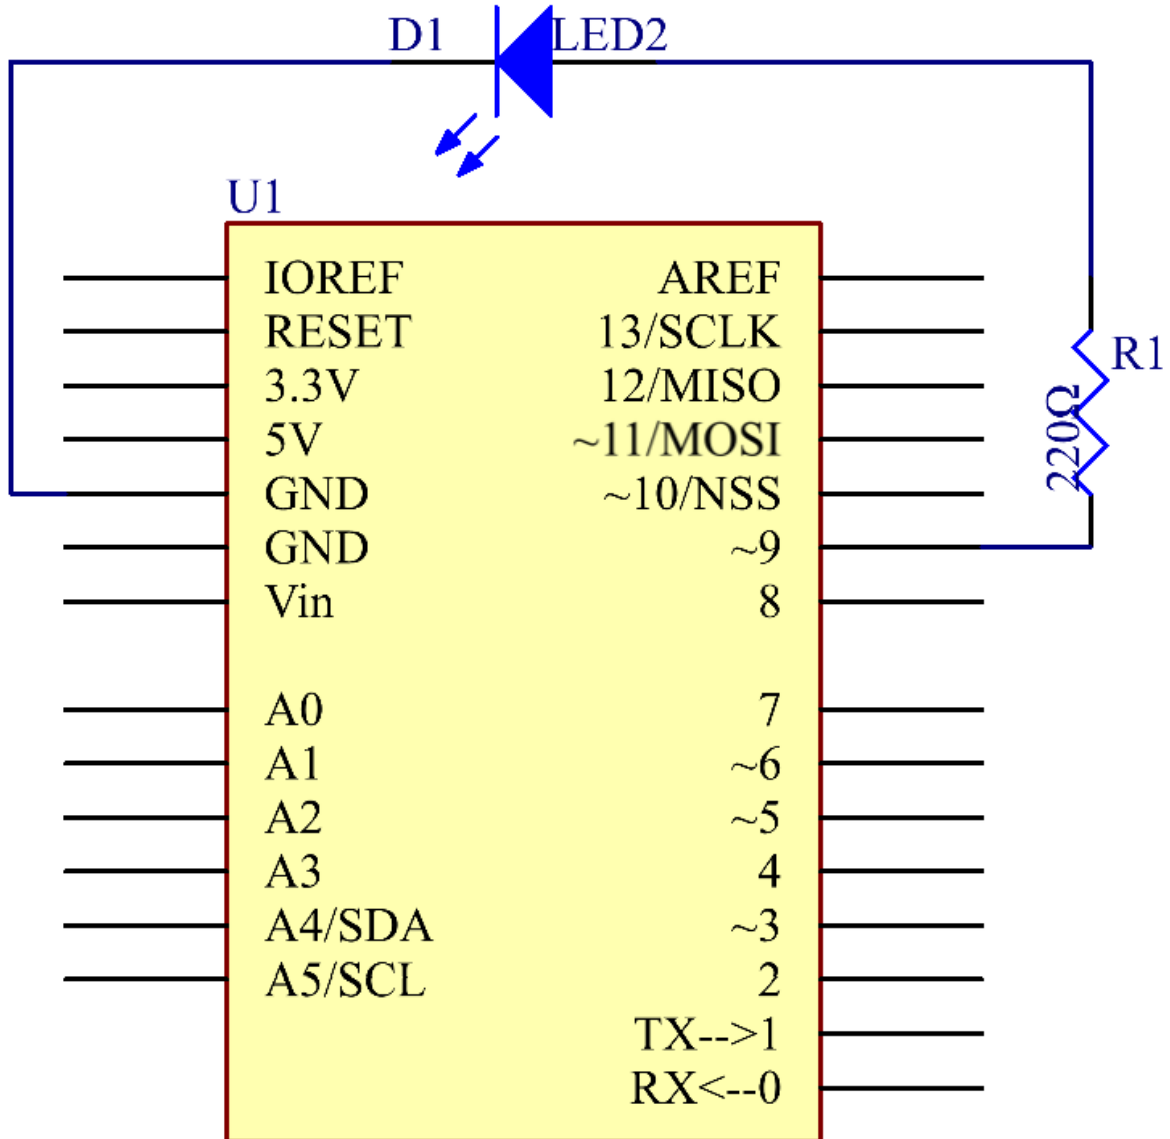 D1 LED2
U1
IOREF AREF
RESET 13/SCLK
R1
3.3V 12/MISO
220Ω
5V ~11/MOSI
GND ~10/NSS
GND ~9
Vin 8
A0 7
A1 ~6
A2 ~5
A3 4
A4/SDA ~3
A5/SCL 2
TX-->1
RX<--0